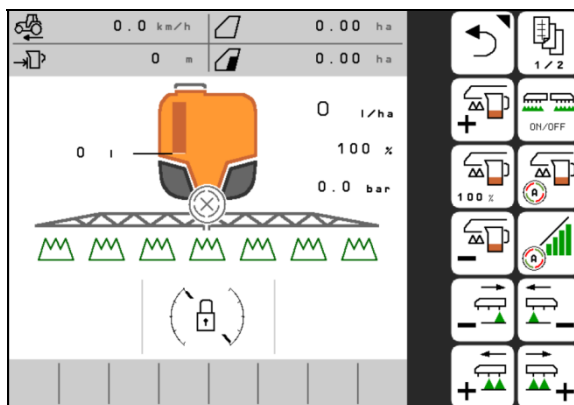 0.0 km/h
0.00 ha
0 m
0.00 ha
1/2
0 l/ha
+
ON/OFF
0 l
100 %
100 %
A
0.0 bar
-
A
-
-
+
+